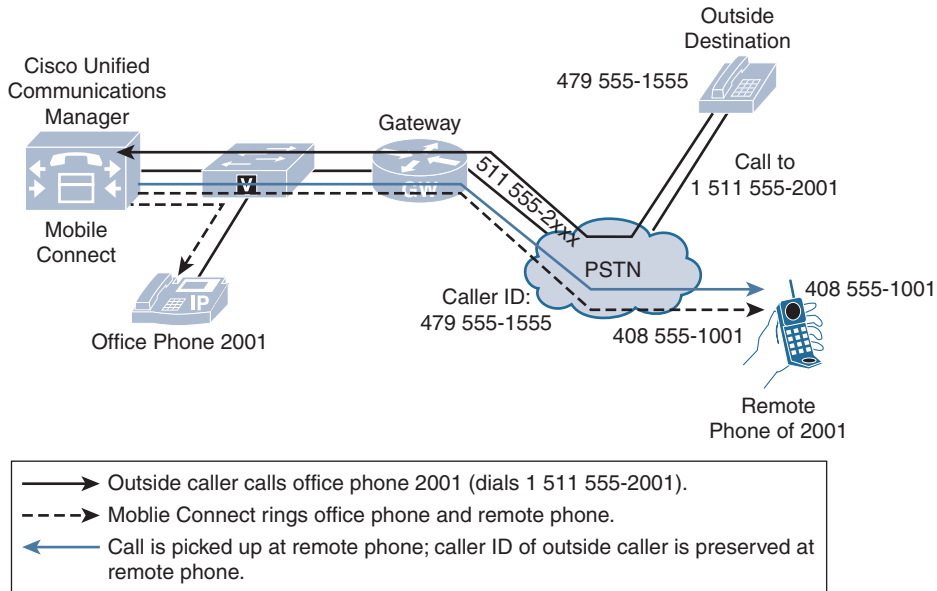 Outside
Destination
479 555-1555
Cisco Unified
Communications
Manager
Gateway
V
GW
511 555-2xxx
Call to
1 511 555-2001
Mobile
Connect
IP
Office Phone 2001
PSTN
Caller ID:
479 555-1555
408 555-1001
408 555-1001
Remote
Phone of 2001
Outside caller calls office phone 2001 (dials 1 511 555-2001).
Moblie Connect rings office phone and remote phone.
Call is picked up at remote phone; caller ID of outside caller is preserved at
remote phone.